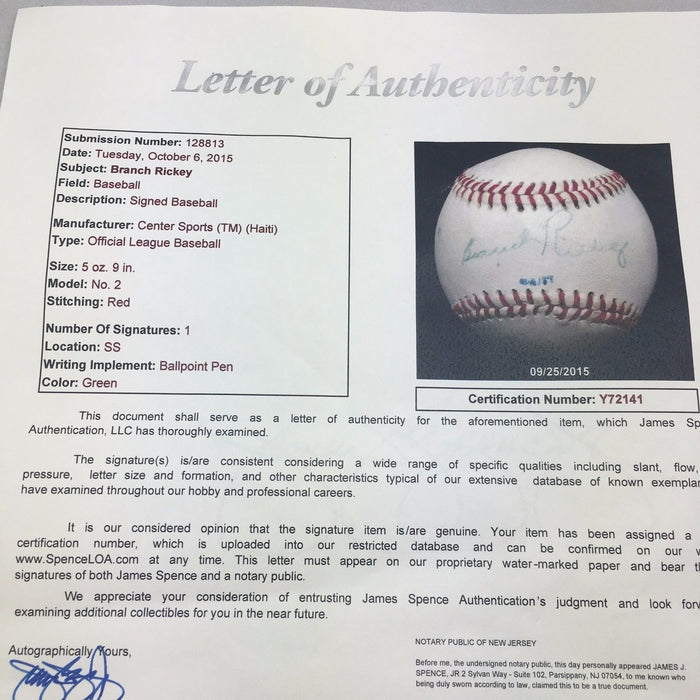 Letter of Authenticity
Submission Number: 128813
Date: Tuesday, October 6, 2015
Subject: Branch Rickey
Field: Baseball
Description: Signed Baseball
Manufacturer: Center Sports (TM) (Haiti)
Type: Official League Baseball
Size: 5 oz. 9 in.
Model: No. 2
Stitching: Red
Number Of Signatures: 1
Location: SS
Writing Implement: Ballpoint Pen
Color: Green
Branch Rickey
09/25/2015
Certification Number: Y72141
This document shall serve as a letter of authenticity for the aforementioned item, which James Sp
Authentication, LLC has thoroughly examined.
The signature(s) is/are consistent considering a wide range of specific qualities including slant, flow,
pressure, letter size and formation, and other characteristics typical of our extensive database of known exemplar
have examined throughout our hobby and professional careers.
It is our considered opinion that the signature item is/are genuine. Your item has been assigned a
certification number, which is uploaded into our restricted database and can be confirmed on our w
www.SpenceLOA.com at any time. This letter must appear on our proprietary water-marked paper and bear th
signatures of both James Spence and a notary public.
We appreciate your consideration of entrusting James Spence Authentication's judgment and look forw
examining additional collectibles for you in the near future.
Autographically Yours,
NOTARY PUBLIC OF NEW JERSEY
Before me, the undersigned notary public, this day personally appeared JAMES J.
SPENCE, JR 2 Sylvan Way - Suite 102, Parsippany, NJ 07054, to me known who
being duly sworn according to law, claimed this to be a true document.